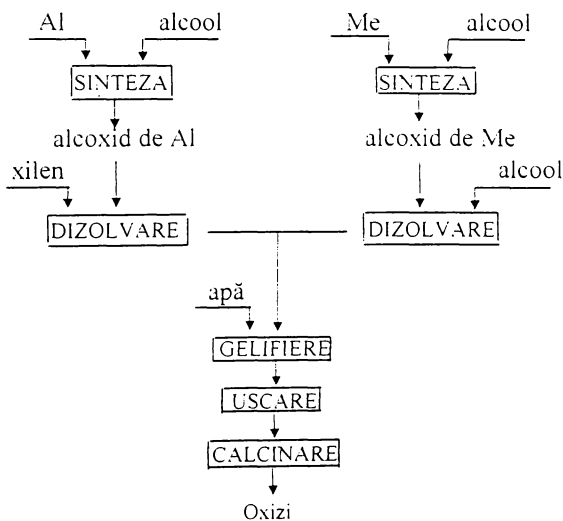 Al alcool Me alcool
SINTEZA SINTEZA
alcoxid de Al alcoxid de Me
xilen alcool
DIZOLVARE DIZOLVARE
apă
GELIFIERE
USCARE
CALCINARE
Oxizi